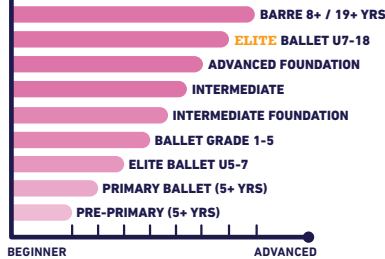 BARRE 8+ / 19+ YRS
ELITE BALLET U7-18
ADVANCED FOUNDATION
INTERMEDIATE
INTERMEDIATE FOUNDATION
BALLET GRADE 1-5
ELITE BALLET U5-7
PRIMARY BALLET (5+ YRS)
PRE-PRIMARY (5+ YRS)
BEGINNER ADVANCED